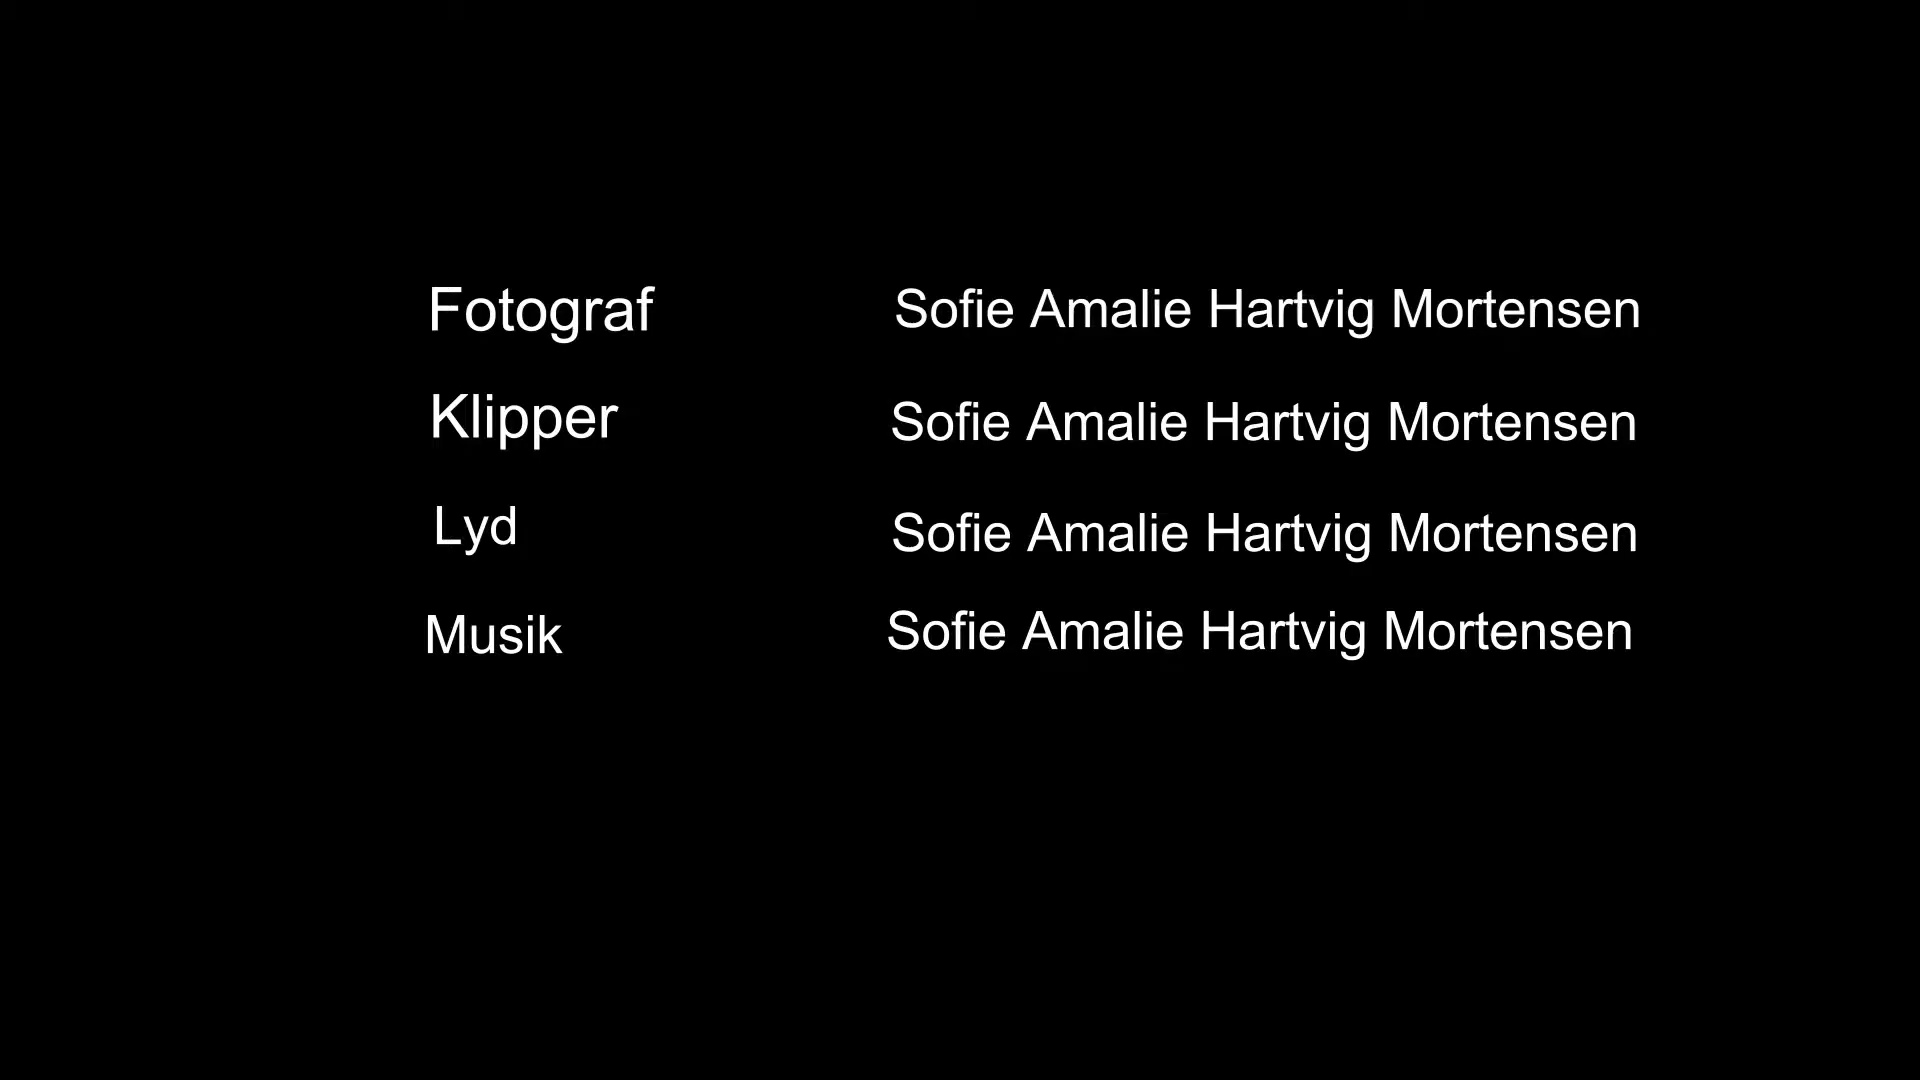 Fotograf Sofie Amalie Hartvig Mortensen
Klipper Sofie Amalie Hartvig Mortensen
Lyd Sofie Amalie Hartvig Mortensen
Musik Sofie Amalie Hartvig Mortensen